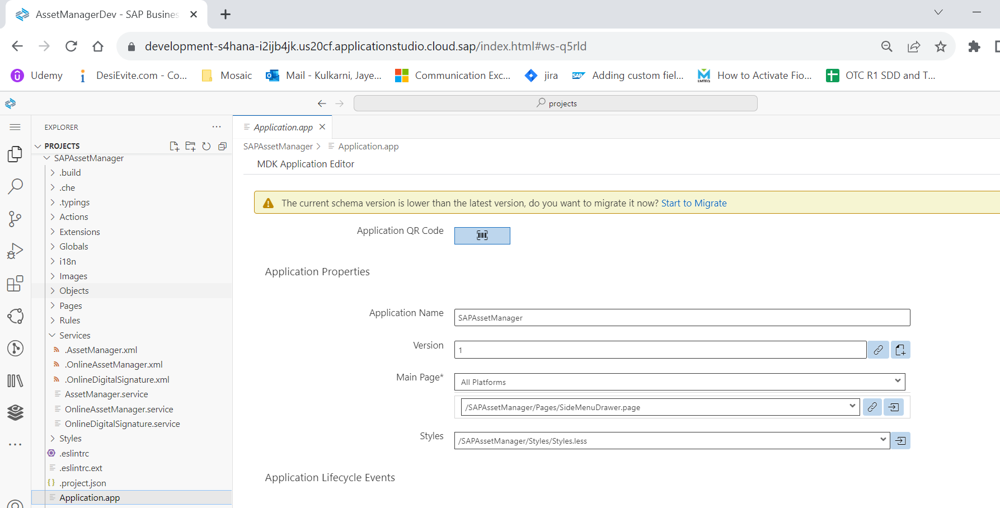 AssetManagerDev - SAP Busines
development-s4hana-i2ijb4jk.us20cf.applicationstudio.cloud.sap/index.html#ws-q5rld
Udemy
DesiEvite.com - Co...
Mosaic
Mail - Kulkarni, Jaye...
Communication Exc...
jira
SAP
Adding custom fiel...
LMTEQ
How to Activate Fio...
OTC R1 SDD and T...
projects
EXPLORER
PROJECTS
SAPAssetManager
.build
.che
.typings
Actions
Extensions
Globals
i18n
Images
Objects
Pages
Rules
Services
.AssetManager.xml
.OnlineAssetManager.xml
.OnlineDigitalSignature.xml
AssetManager.service
OnlineAssetManager.service
OnlineDigitalSignature.service
Styles
.eslintrc
.eslintrc.ext
.project.json
Application.app
Application.app
SAPAssetManager > Application.app
MDK Application Editor
The current schema version is lower than the latest version, do you want to migrate it now? Start to Migrate
Application QR Code
Application Properties
Application Name
SAPAssetManager
Version
1
Main Page*
All Platforms
/SAPAssetManager/Pages/SideMenuDrawer.page
Styles
/SAPAssetManager/Styles/Styles.less
Application Lifecycle Events